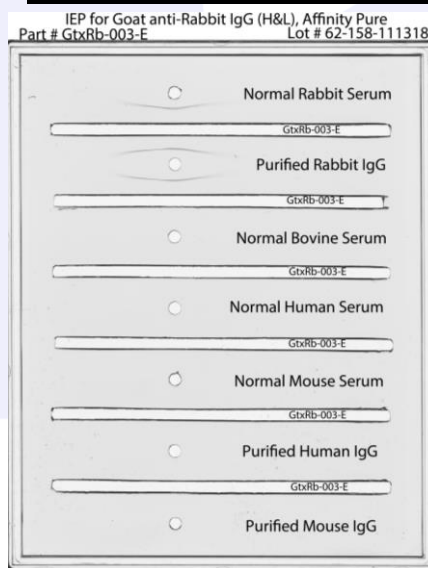 IEP for Goat anti-Rabbit IgG (H&L), Affinity Pure
Part # GtxRb-003-E Lot # 62-158-111318
Normal Rabbit Serum
GtxRb-003-E
Purified Rabbit IgG
GtxRb-003-E
Normal Bovine Serum
GtxRb-003-E
Normal Human Serum
GtxRb-003-E
Normal Mouse Serum
GtxRb-003-E
Purified Human IgG
GtxRb-003-E
Purified Mouse IgG